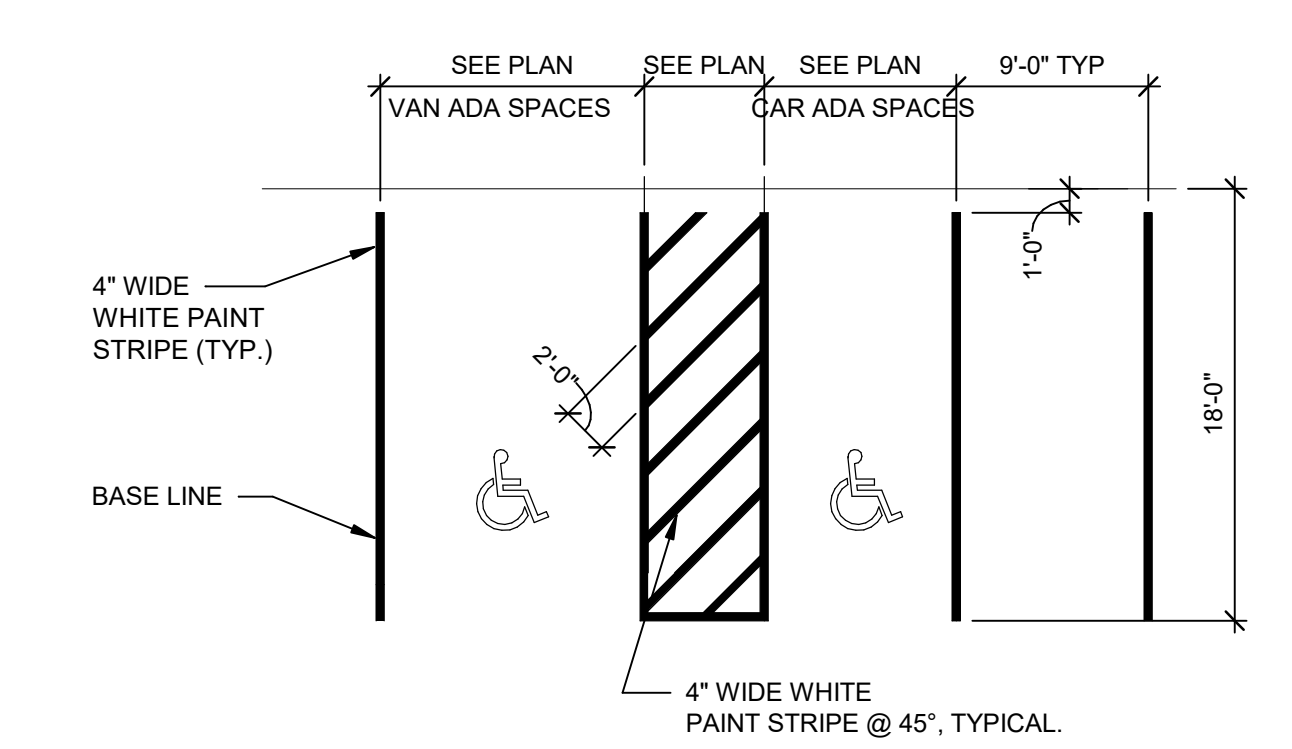 SEE PLAN
SEE PLAN
SEE PLAN
9'-0" TYP
VAN ADA SPACES
CAR ADA SPACES
1'-0"
4" WIDE
WHITE PAINT
STRIPE (TYP.)
2'-0"
18'-0"
BASE LINE
4" WIDE WHITE
PAINT STRIPE @ 45°, TYPICAL.